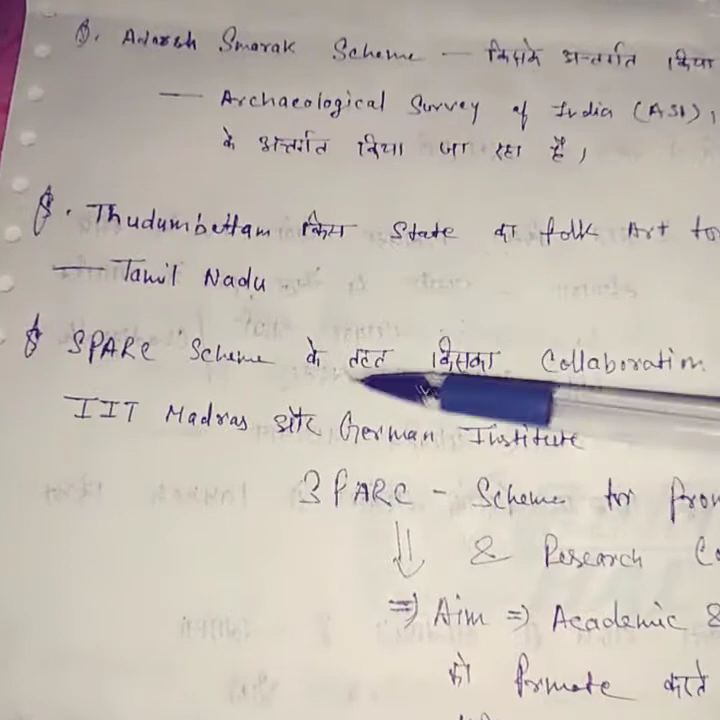 Q. Adarsh Smarak Scheme — किसके अन्तर्गत किया
— Archaeological Survey of India (ASI),
के अन्तर्गत किया जा रहा है,
Q. Thudumbattam किस State का folk Art
— Tamil Nadu
Q SPARC Scheme के तहत किसका Collaboration
IIT Madras और German Institute
SPARC - Scheme for
& Research
⇒ Aim ⇒ Academic &
को Promote करते